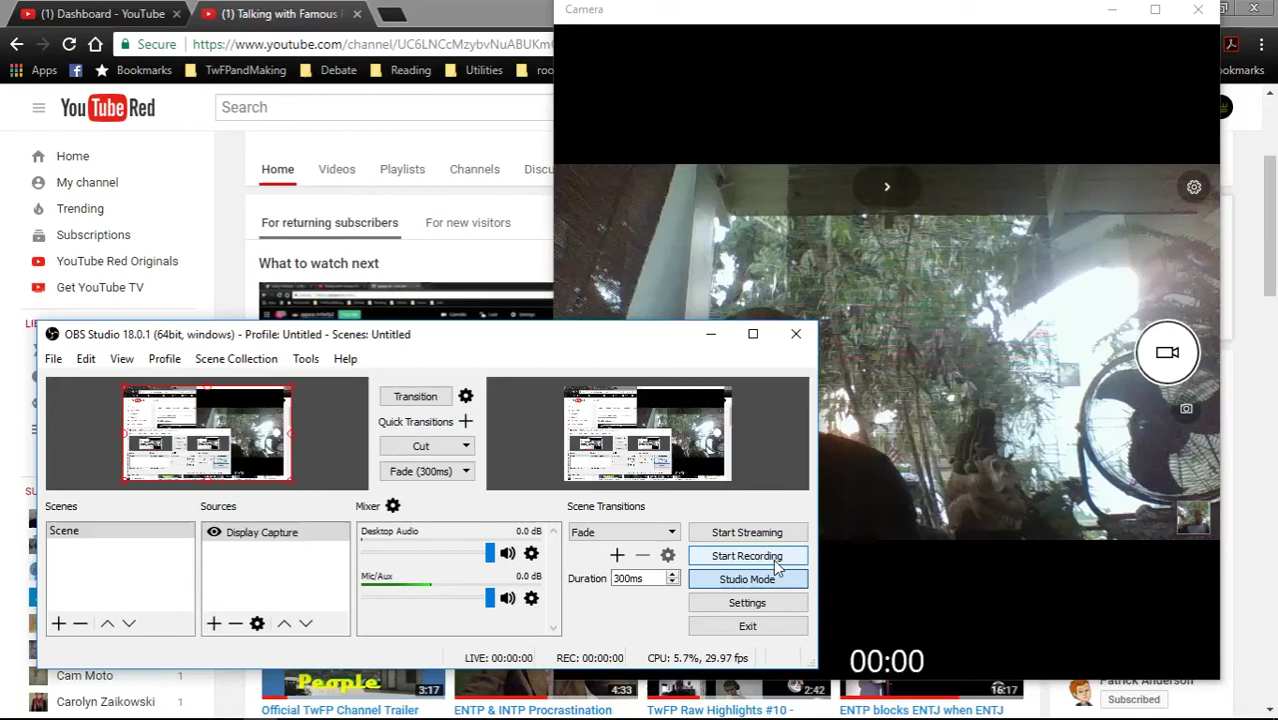 (1) Dashboard - YouTube
(1) Talking with Famous
Camera
Secure
https://www.youtube.com/channel/UC6LNCcMzybvNuABUKm
Apps
Bookmarks
TwFPandMaking
Debate
Reading
Utilities
roo
okmarks
YouTube Red
Search
Home
My channel
Trending
Subscriptions
YouTube Red Originals
Get YouTube TV
Home
Videos
Playlists
Channels
Discu
For returning subscribers
For new visitors
What to watch next
OBS Studio 18.0.1 (64bit, windows) - Profile: Untitled - Scenes: Untitled
File
Edit
View
Profile
Scene Collection
Tools
Help
Transition
Quick Transitions
Cut
Fade (300ms)
Scenes
Scene
Sources
Display Capture
Mixer
Desktop Audio
0.0 dB
Mic/Aux
0.0 dB
Scene Transitions
Fade
Duration
300ms
Start Streaming
Start Recording
Studio Mode
Settings
Exit
LIVE: 00:00:00
REC: 00:00:00
CPU: 5.7%, 29.97 fps
00:00
Cam Moto
1
Carolyn Zaikowski
1
People
3:17
Official TwFP Channel Trailer
4:33
ENTP & INTP Procrastination
2:42
TwFP Raw Highlights #10 -
16:17
ENTP blocks ENTJ when ENTJ
Patrick Anderson
Subscribed